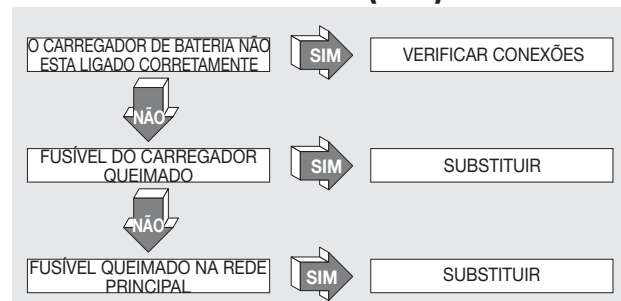 O CARREGADOR DE BATERIA NÃO
ESTA LIGADO CORRETAMENTE
SIM
VERIFICAR CONEXÕES
NÃO
FUSÍVEL DO CARREGADOR
QUEIMADO
SIM
SUBSTITUIR
NÃO
FUSÍVEL QUEIMADO NA REDE
PRINCIPAL
SIM
SUBSTITUIR